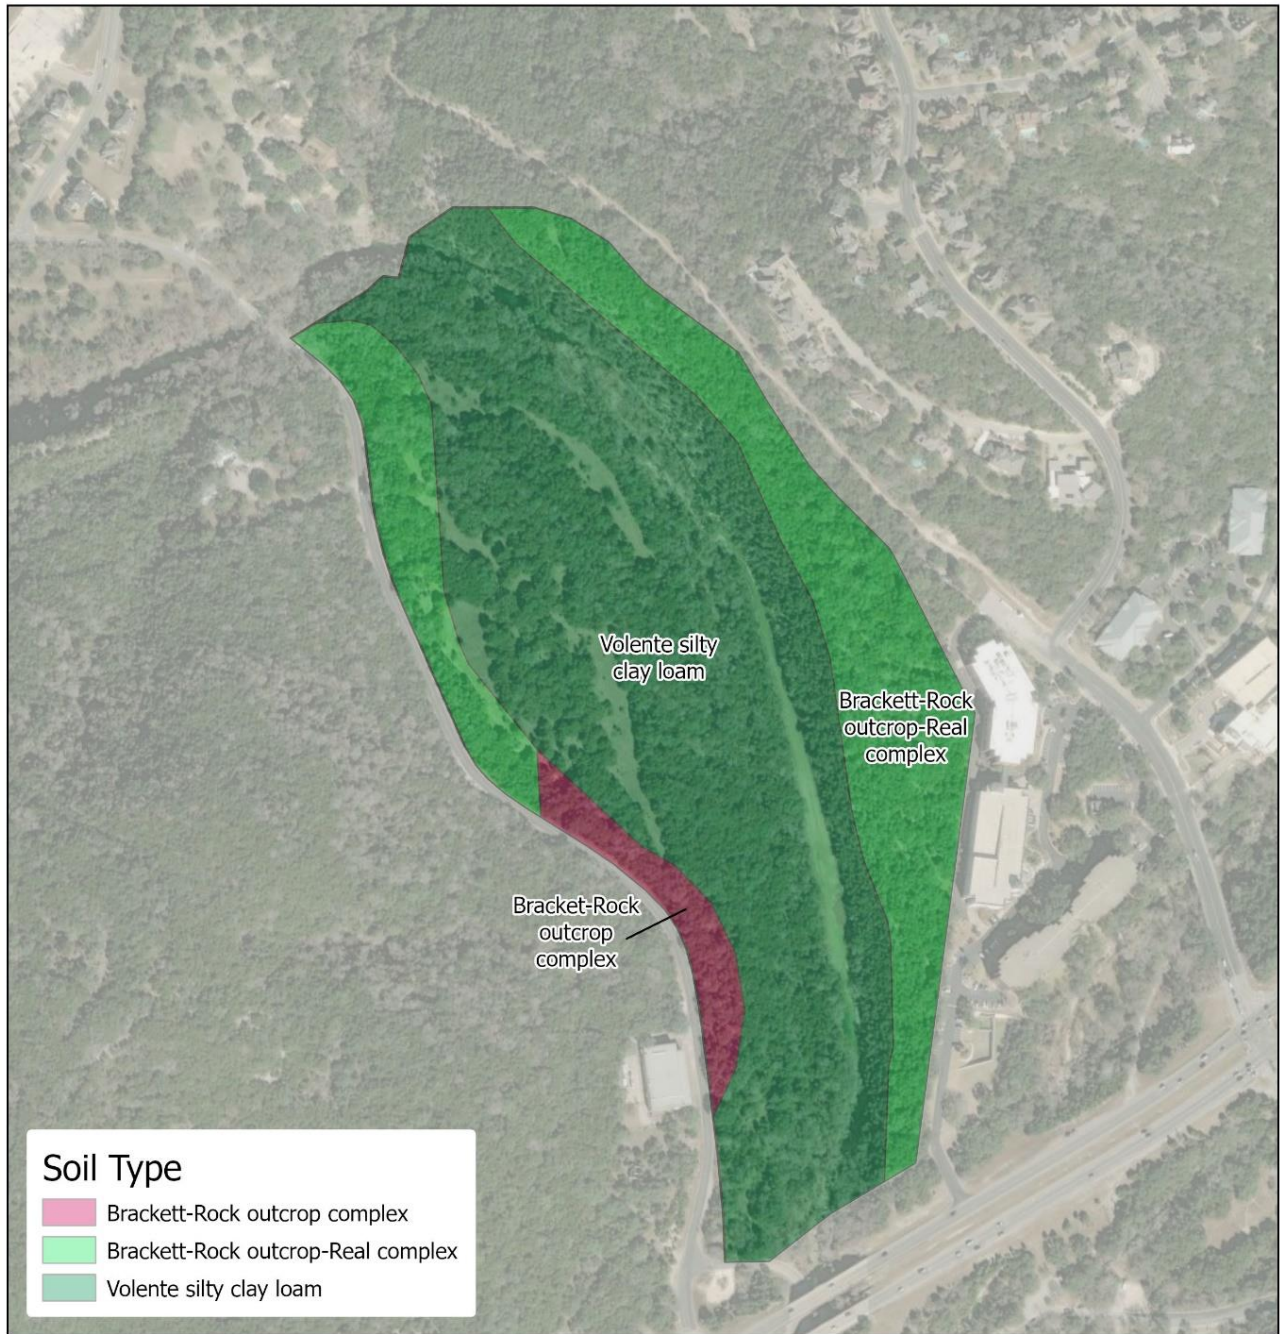 Volente silty
clay loam
Brackett-Rock
outcrop-Real
complex
Bracket-Rock
outcrop
complex
Soil Type
Brackett-Rock outcrop complex
Brackett-Rock outcrop-Real complex
Volente silty clay loam